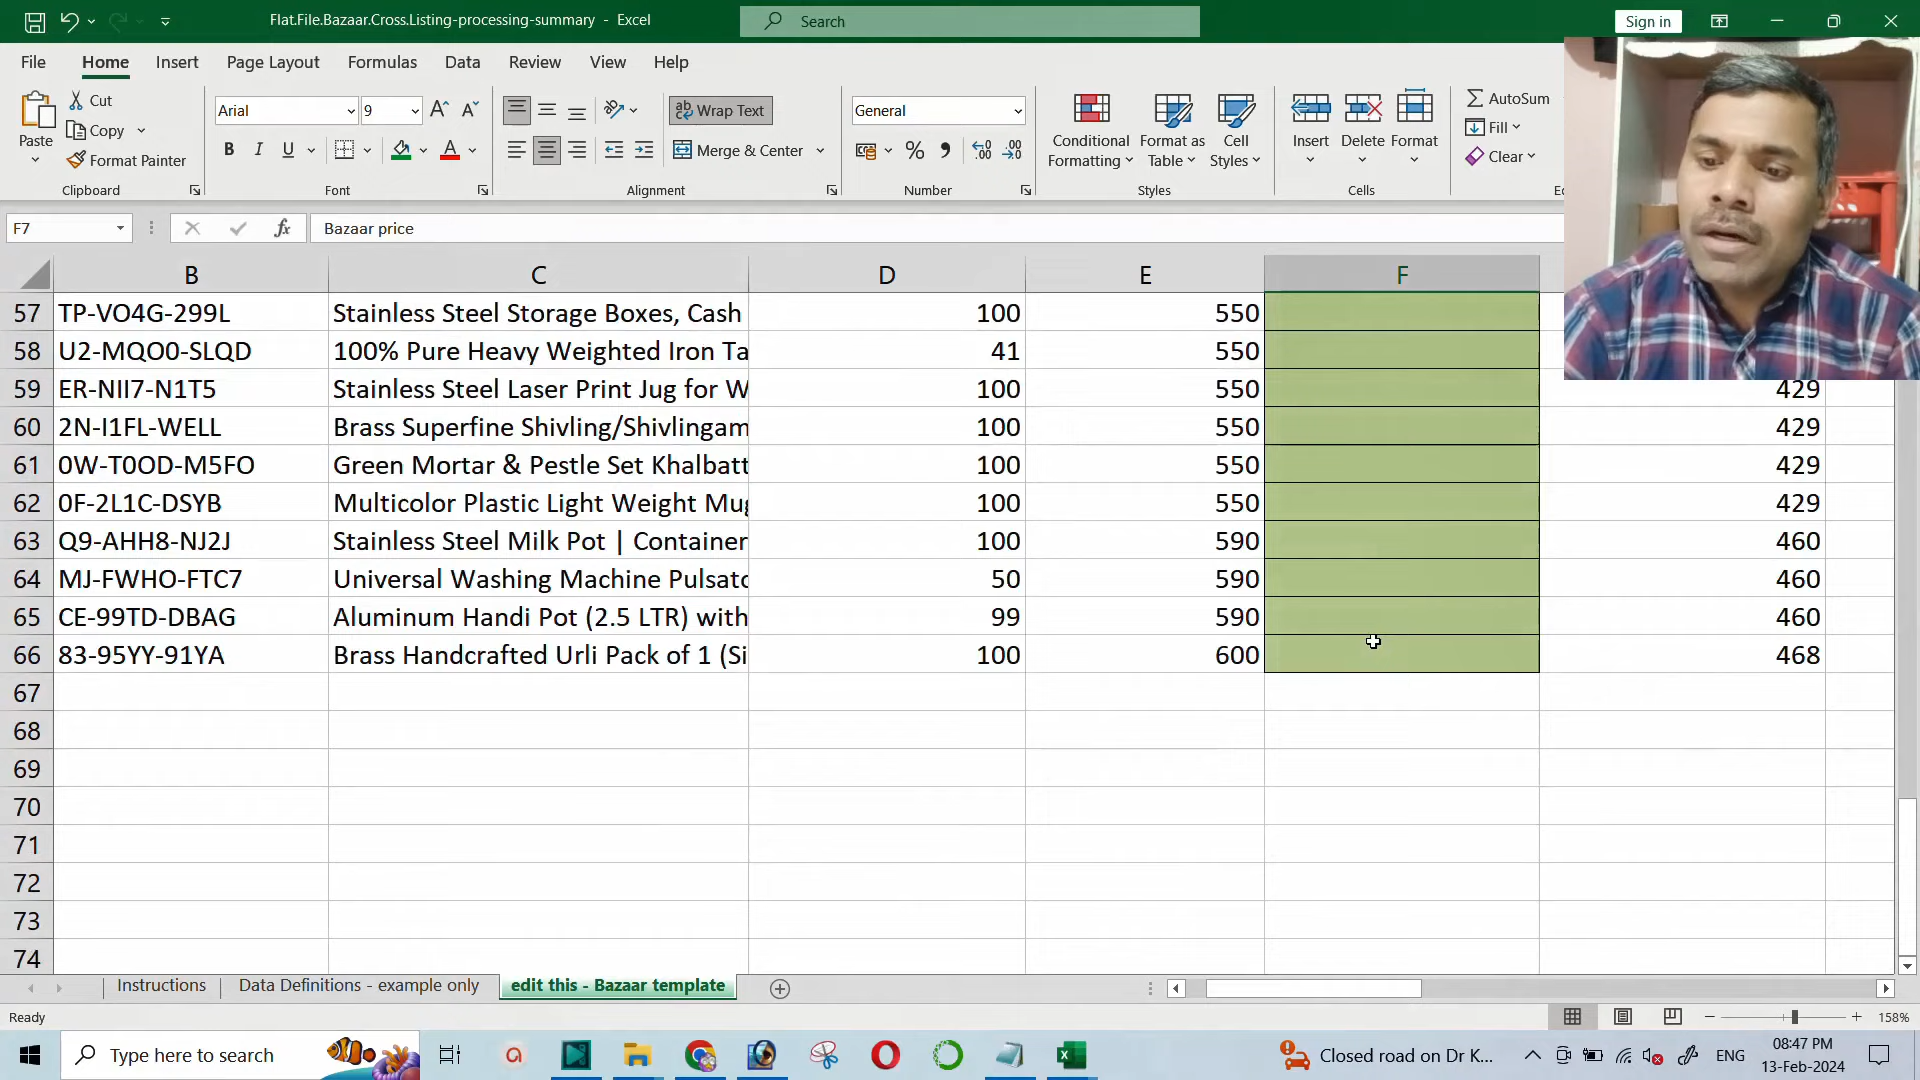 Flat.File.Bazaar.Cross.Listing-processing-summary - Excel
Search
Sign in
File Home Insert Page Layout Formulas Data Review View Help
Paste
Cut
Copy
Format Painter
Clipboard
Arial 9
B I U
Font
Wrap Text
Merge & Center
Alignment
General
Number
Conditional Formatting
Format as Table
Cell Styles
Styles
Insert Delete Format
Cells
AutoSum
Fill
Clear
F7 fx Bazaar price
B C D E F
57 TP-VO4G-299L Stainless Steel Storage Boxes, Cash 100 550
58 U2-MQO0-SLQD 100% Pure Heavy Weighted Iron Ta 41 550
59 ER-NII7-N1T5 Stainless Steel Laser Print Jug for W 100 550 429
60 2N-I1FL-WELL Brass Superfine Shivling/Shivlingam 100 550 429
61 0W-T0OD-M5FO Green Mortar & Pestle Set Khalbatt 100 550 429
62 0F-2L1C-DSYB Multicolor Plastic Light Weight Mug 100 550 429
63 Q9-AHH8-NJ2J Stainless Steel Milk Pot | Container 100 590 460
64 MJ-FWHO-FTC7 Universal Washing Machine Pulsato 50 590 460
65 CE-99TD-DBAG Aluminum Handi Pot (2.5 LTR) with 99 590 460
66 83-95YY-91YA Brass Handcrafted Urli Pack of 1 (Si 100 600 468
67
68
69
70
71
72
73
74
Instructions Data Definitions - example only edit this - Bazaar template
Ready
158%
Type here to search
Closed road on Dr K...
ENG
08:47 PM
13-Feb-2024